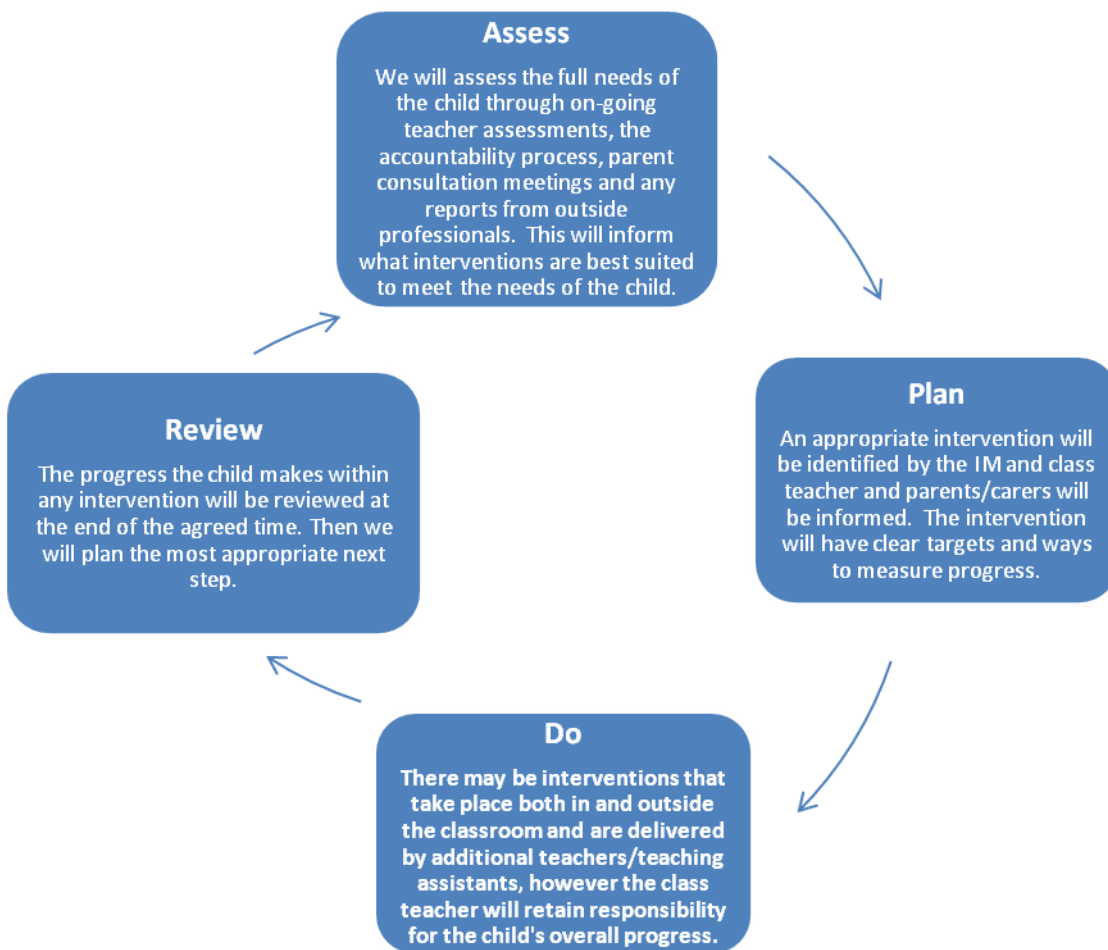 Assess
We will assess the full needs of
the child through on-going
teacher assessments, the
accountability process, parent
consultation meetings and any
reports from outside
professionals.  This will inform
what interventions are best suited
to meet the needs of the child.
Plan
An appropriate intervention will
be identified by the IM and class
teacher and parents/carers will
be informed.  The intervention
will have clear targets and ways
to measure progress.
Do
There may be interventions that
take place both in and outside
the classroom and are delivered
by additional teachers/teaching
assistants, however the class
teacher will retain responsibility
for the child's overall progress.
Review
The progress the child makes within
any intervention will be reviewed at
the end of the agreed time. Then we
will plan the most appropriate next
step.